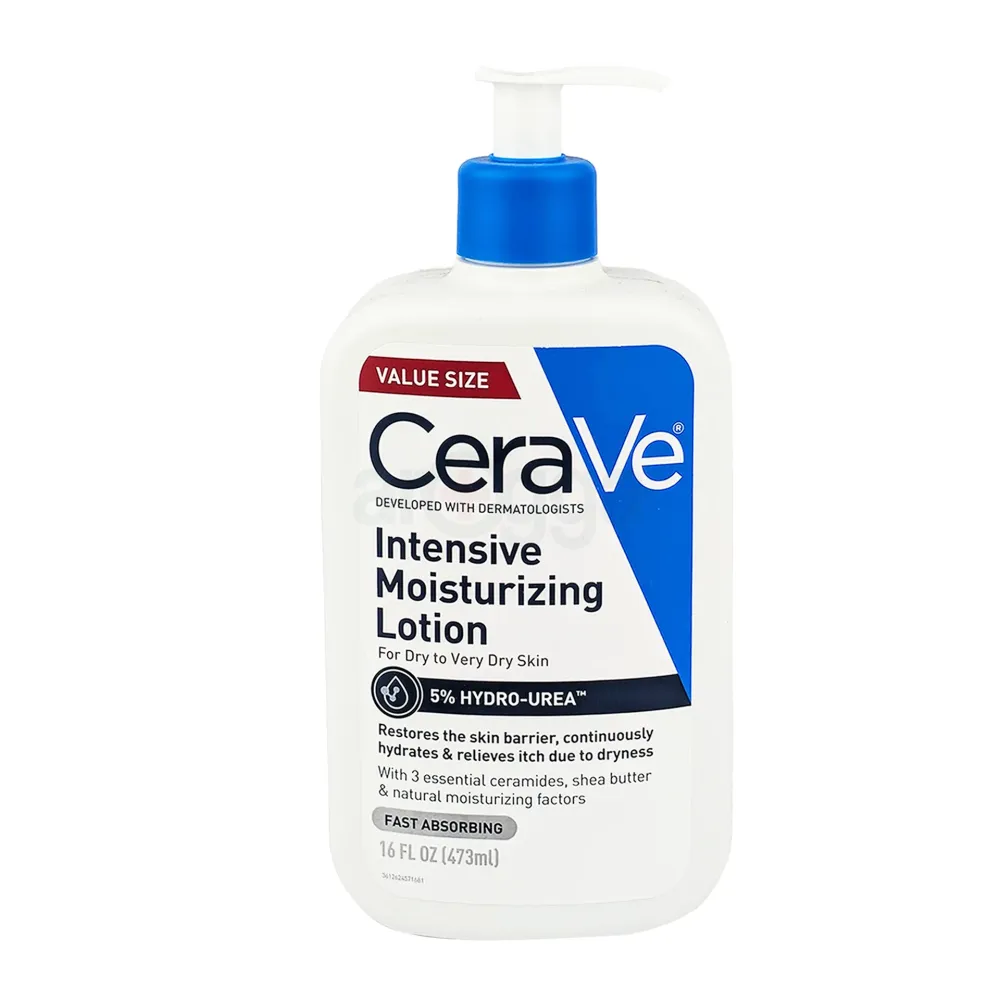 VALUE SIZE
CeraVe®
DEVELOPED WITH DERMATOLOGISTS
Intensive
Moisturizing
Lotion
For Dry to Very Dry Skin
5% HYDRO-UREA™
Restores the skin barrier, continuously
hydrates & relieves itch due to dryness
With 3 essential ceramides, shea butter
& natural moisturizing factors
FAST ABSORBING
16 FL OZ (473ml)